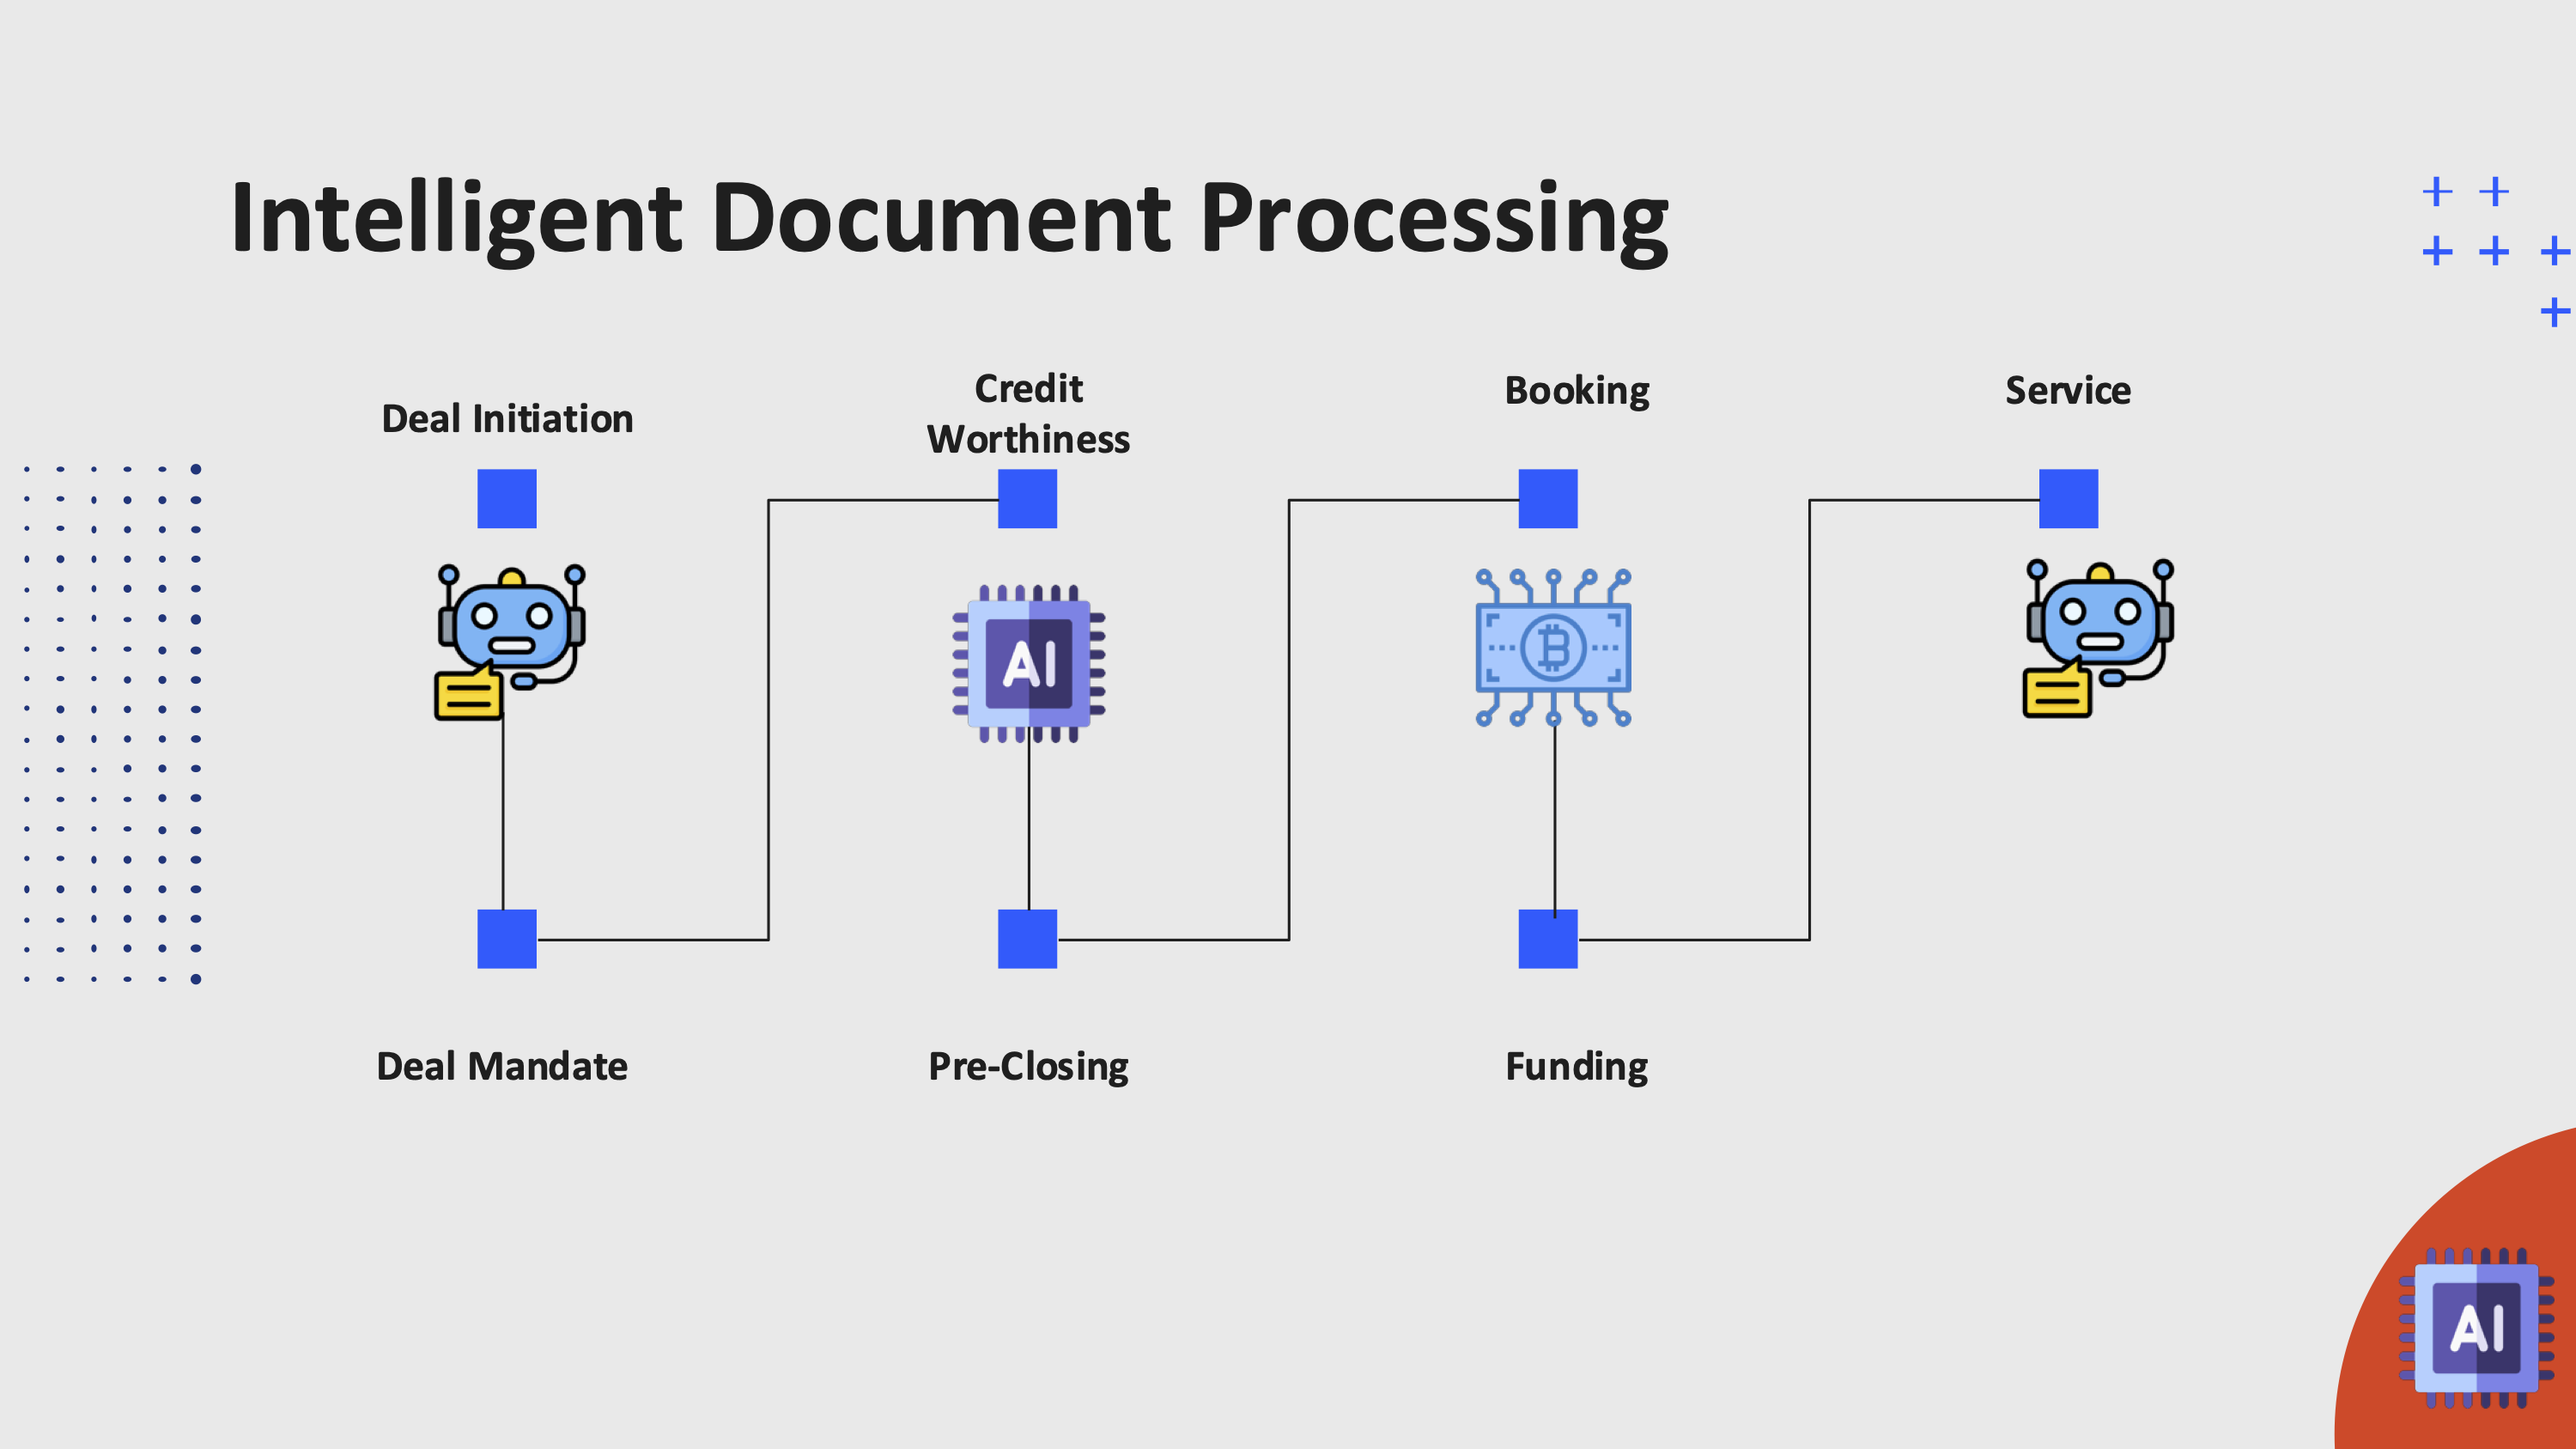 Intelligent Document Processing
Deal Initiation
Credit
Worthiness
Booking
Service
AI
Deal Mandate
Pre-Closing
Funding
AI